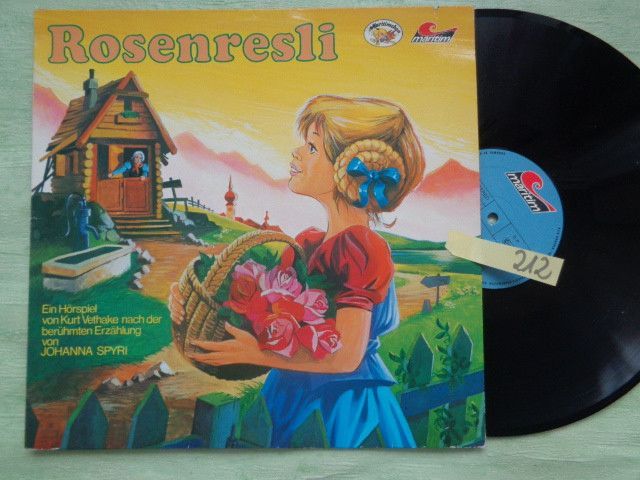 Rosenresli
maritim
Ein Hörspiel
von Kurt Vethake nach der
berühmten Erzählung
von
JOHANNA SPYRI
maritim
212